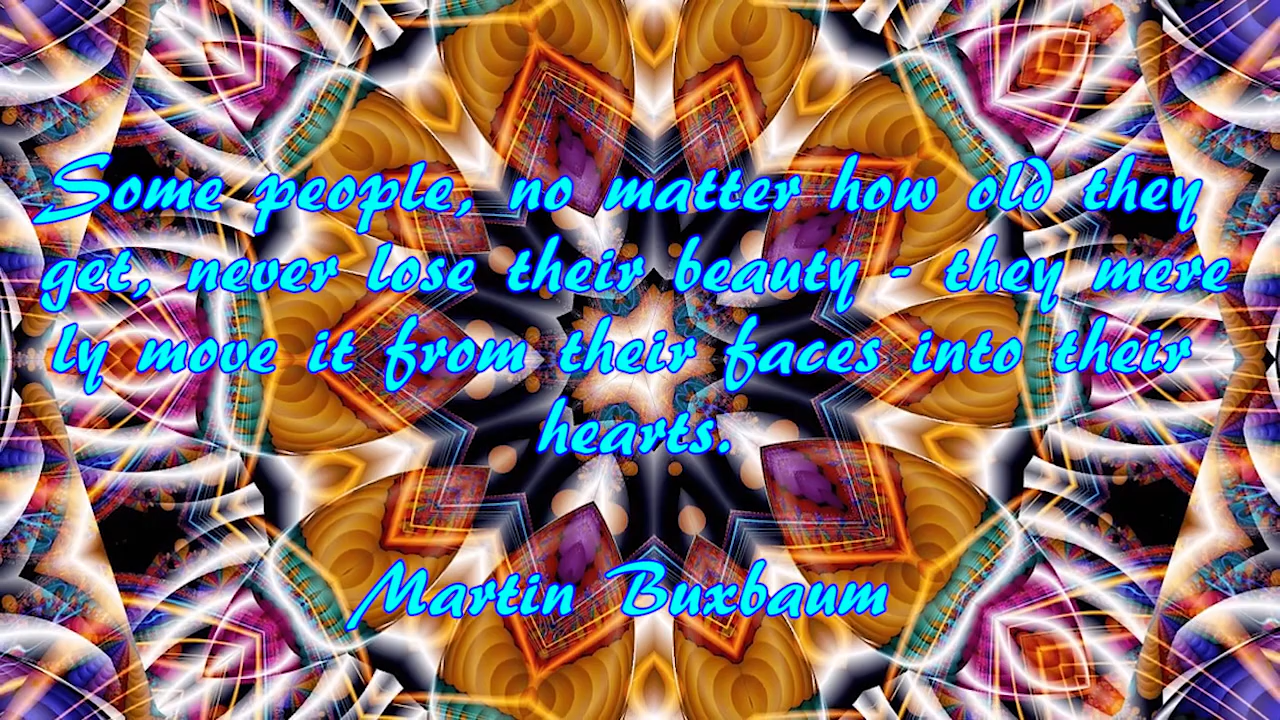 Some people, no matter how old they
get, never lose their beauty - they mere
ly move it from their faces into their
hearts.
Martin Buxbaum